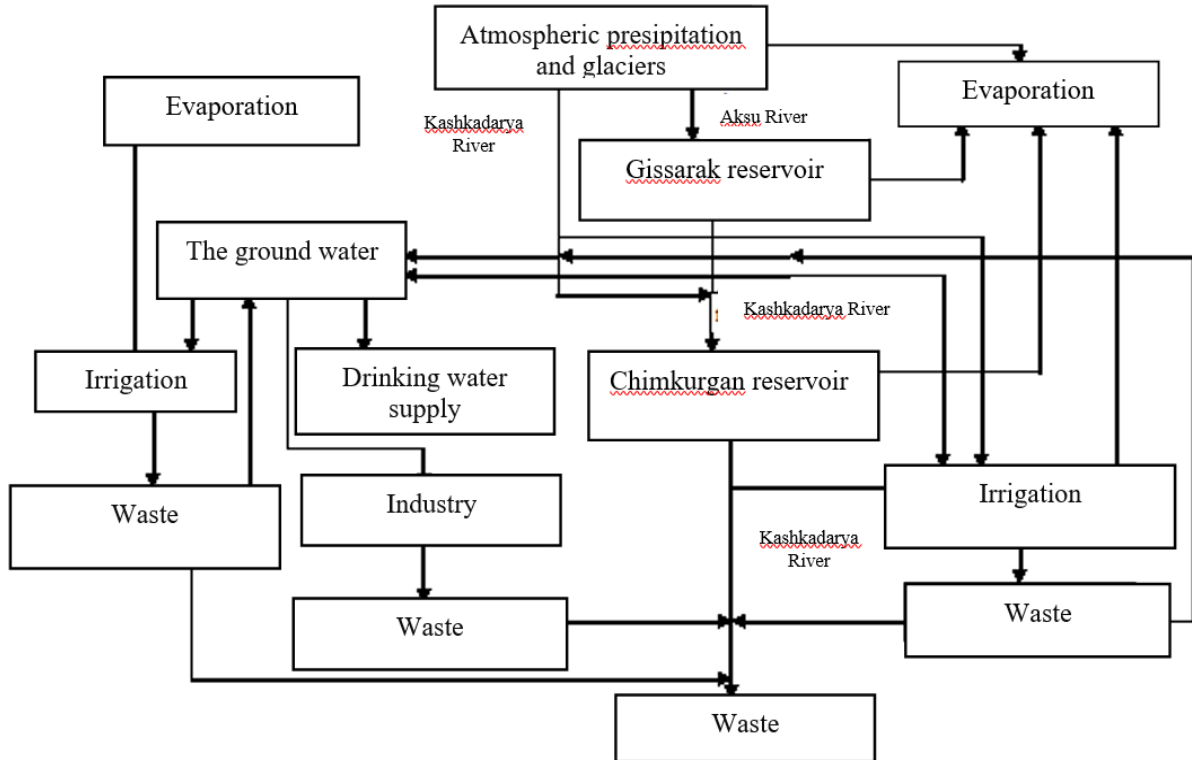 Atmospheric presipitation
and glaciers
Evaporation
Evaporation
Kashkadarya
River
Aksu River
Gissarak reservoir
The ground water
Kashkadarya River
Irrigation
Drinking water
supply
Chimkurgan reservoir
Waste
Industry
Irrigation
Kashkadarya
River
Waste
Waste
Waste